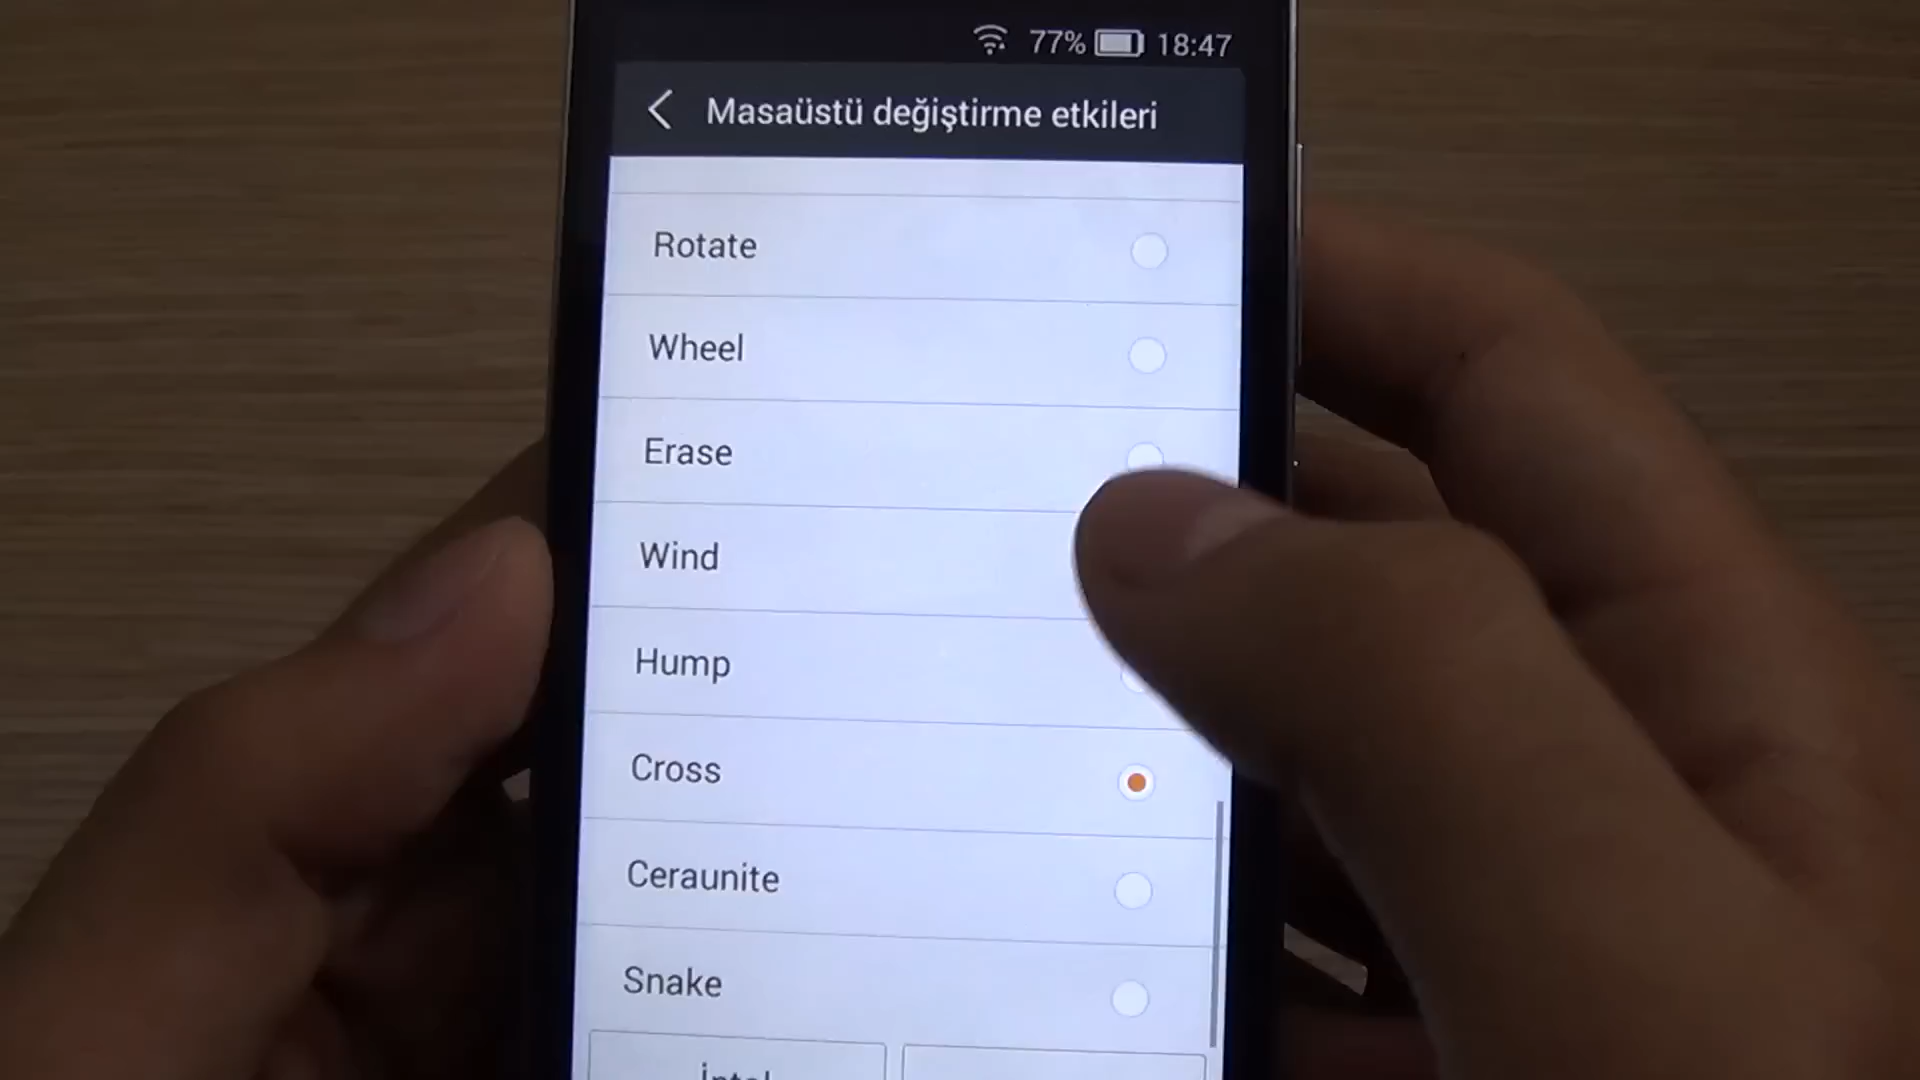 77% 18:47
Masaüstü değiştirme etkileri
Rotate
Wheel
Erase
Wind
Hump
Cross
Ceraunite
Snake